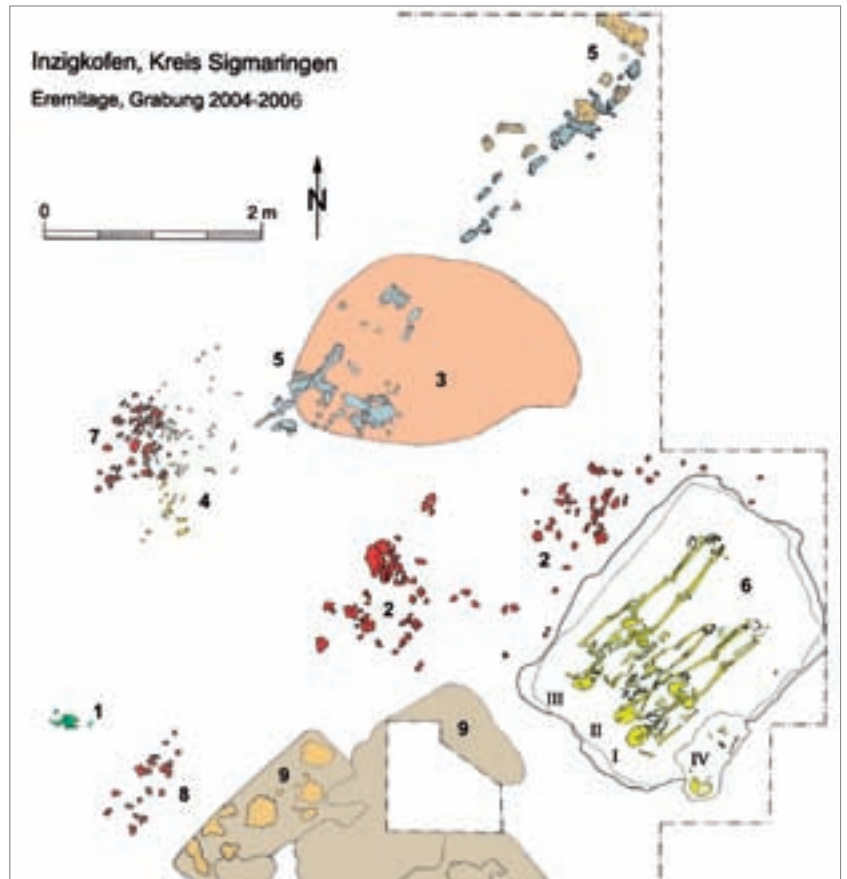 Inzigkofen, Kreis Sigmaringen
Eremitage, Grabung 2004-2006
5
0 2 m
N
5
3
7
4
2
6
2
III
1
9
II
I
IV
9
8